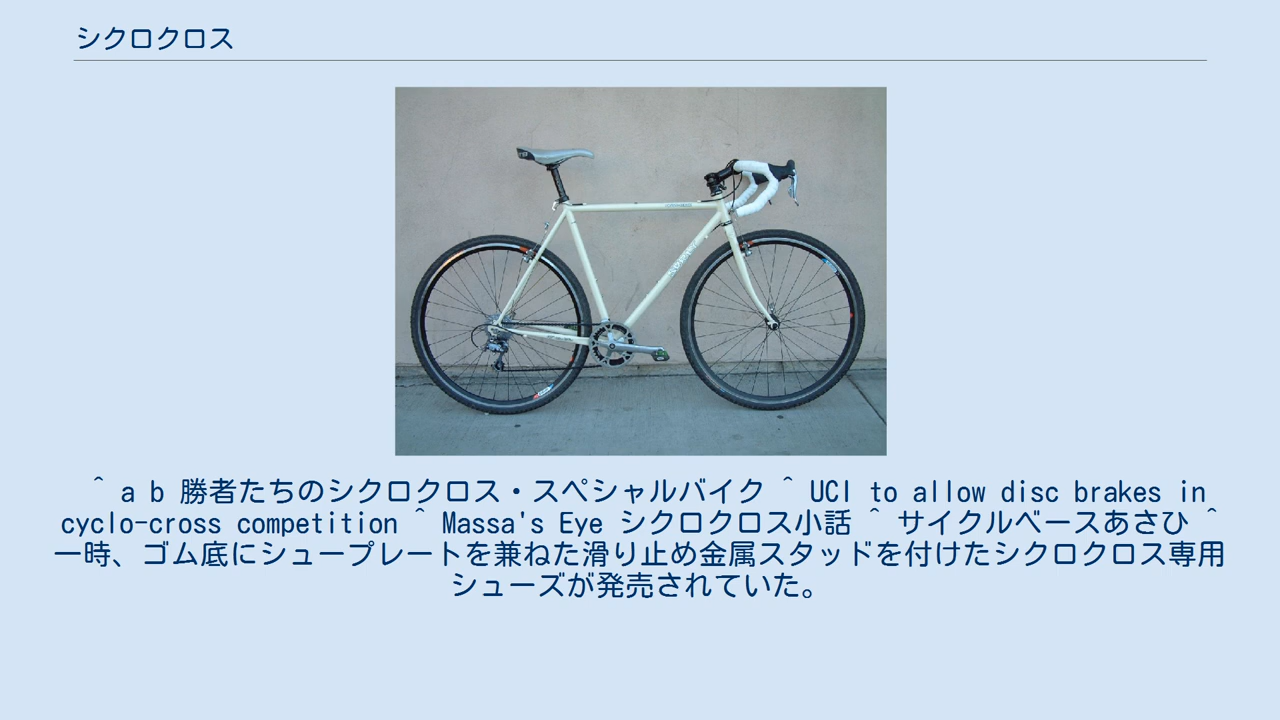 シクロクロス
^ a b 勝者たちのシクロクロス・スペシャルバイク ^ UCI to allow disc brakes in
cyclo-cross competition ^ Massa's Eye シクロクロス小話 ^ サイクルベースあさひ ^
一時、ゴム底にシュープレートを兼ねた滑り止め金属スタッドを付けたシクロクロス専用
シューズが発売されていた。